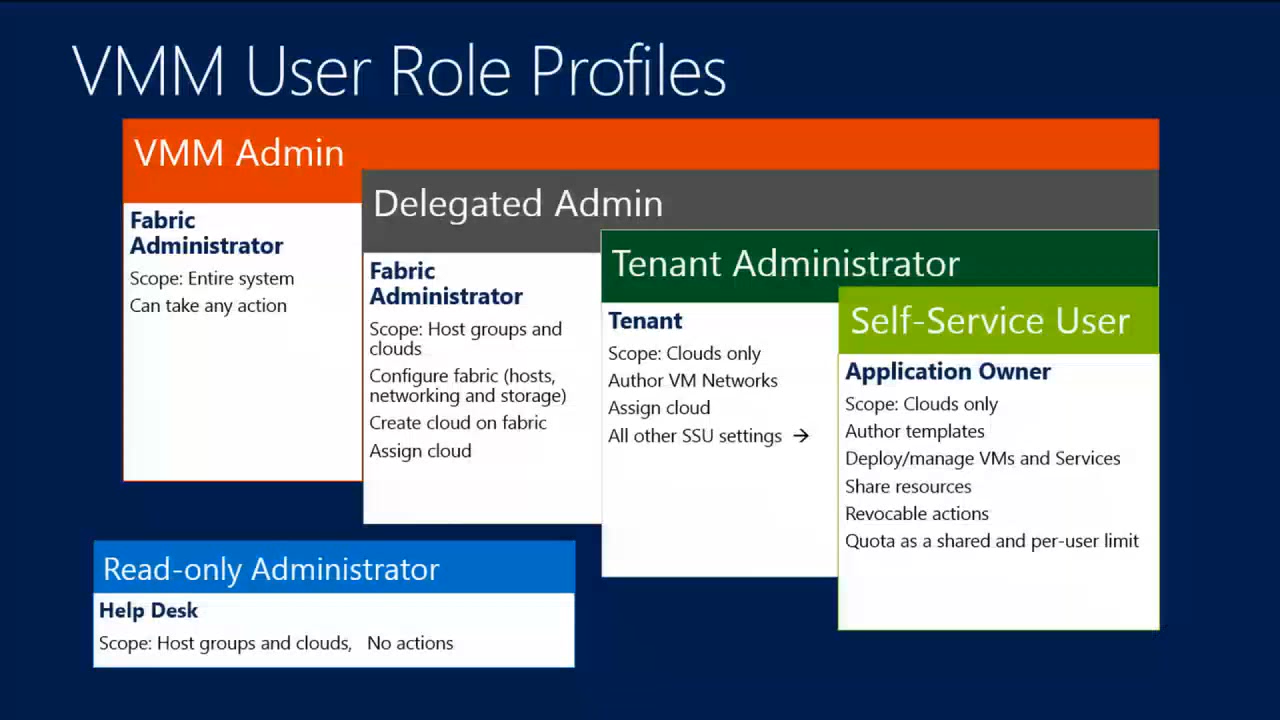 VMM User Role Profiles
VMM Admin
Fabric
Administrator
Scope: Entire system
Can take any action
Delegated Admin
Fabric
Administrator
Scope: Host groups and
clouds
Configure fabric (hosts,
networking and storage)
Create cloud on fabric
Assign cloud
Tenant Administrator
Tenant
Scope: Clouds only
Author VM Networks
Assign cloud
All other SSU settings →
Self-Service User
Application Owner
Scope: Clouds only
Author templates
Deploy/manage VMs and Services
Share resources
Revocable actions
Quota as a shared and per-user limit
Read-only Administrator
Help Desk
Scope: Host groups and clouds, No actions